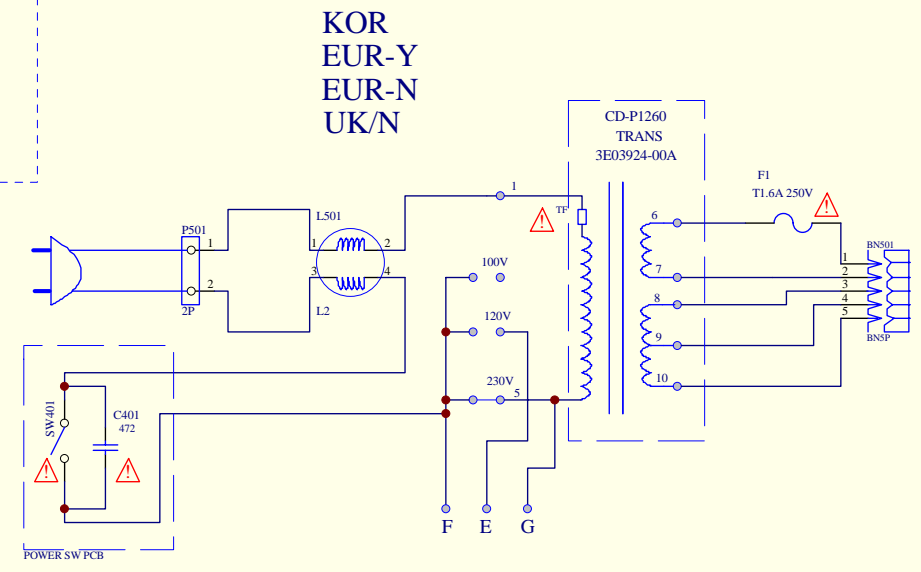 KOR
EUR-Y
EUR-N
UK/N
CD-P1260
TRANS
3E03924-00A
F1
T1.6A 250V
1
TF
6
P501
L501
1
1
2
BN501
2
3
4
7
1
2
3
4
5
100V
8
2P
L2
120V
9
BN5P
230V
5
10
SW401
C401
472
F
E
G
POWER SW PCB